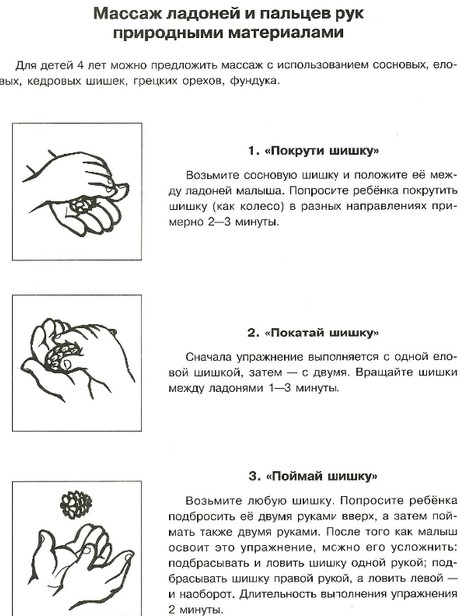 Массаж ладоней и пальцев рук
природными материалами
Для детей 4 лет можно предложить массаж с использованием сосновых, ело-
вых, кедровых шишек, грецких орехов, фундука.
1. «Покрути шишку»
Возьмите сосновую шишку и положите её меж-
ду ладоней малыша. Попросите ребёнка покрутить
шишку (как колесо) в разных направлениях при-
мерно 2—3 минуты.
2. «Покатай шишку»
Сначала упражнение выполняется с одной ело-
вой шишкой, затем — с двумя. Вращайте шишки
между ладонями 1—3 минуты.
3. «Поймай шишку»
Возьмите любую шишку. Попросите ребёнка
подбросить её двумя руками вверх, а затем пой-
мать также двумя руками. После того как малыш
освоит это упражнение, можно его усложнить:
подбрасывать и ловить шишку одной рукой; под-
брасывать шишку правой рукой, а ловить левой —
и наоборот. Длительность выполнения упражнения
2 минуты.